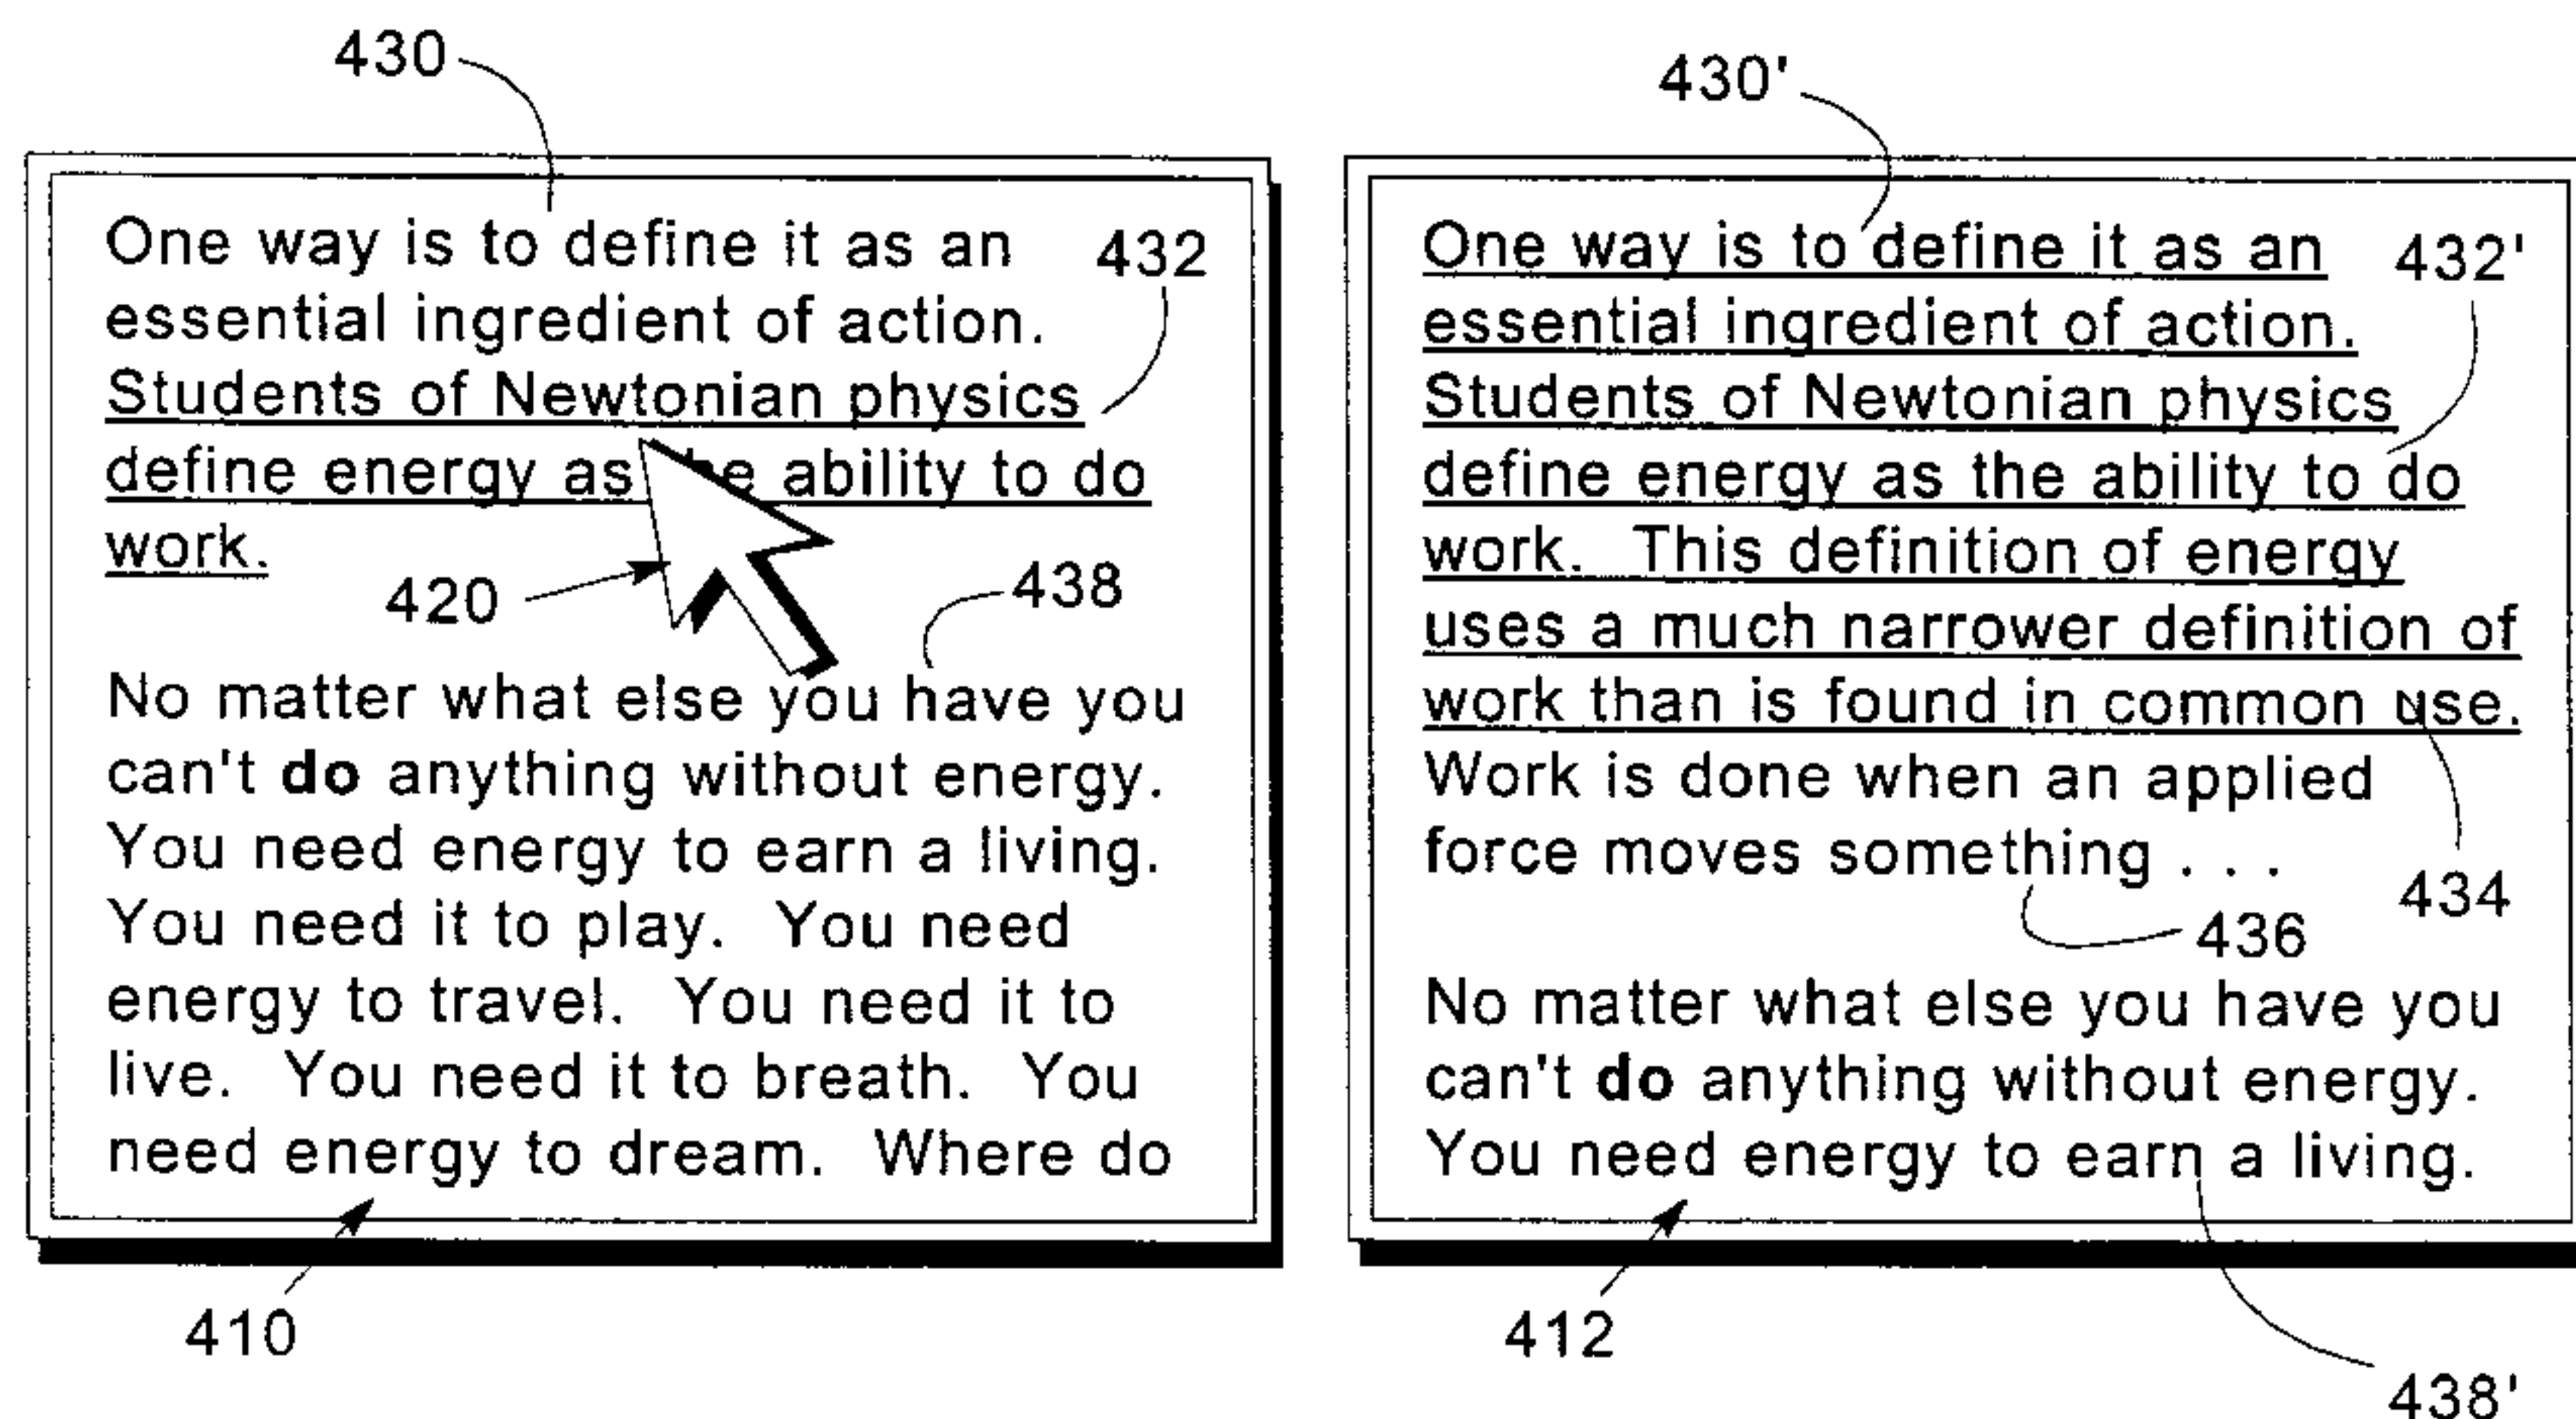 430
One way is to define it as an
432
essential ingredient of action.
Students of Newtonian physics
define energy as he ability to do
work.
420
438
No matter what else you have you
can't do anything without energy.
You need energy to earn a living.
You need it to play.  You need
energy to travel.  You need it to
live.  You need it to breath.  You
need energy to dream.  Where do
410
430'
One way is to define it as an
432'
essential ingredient of action.
Students of Newtonian physics
define energy as the ability to do
work.  This definition of energy
uses a much narrower definition of
work than is found in common use.
Work is done when an applied
force moves something . . .
434
436
No matter what else you have you
can't do anything without energy.
You need energy to earn a living.
412
438'